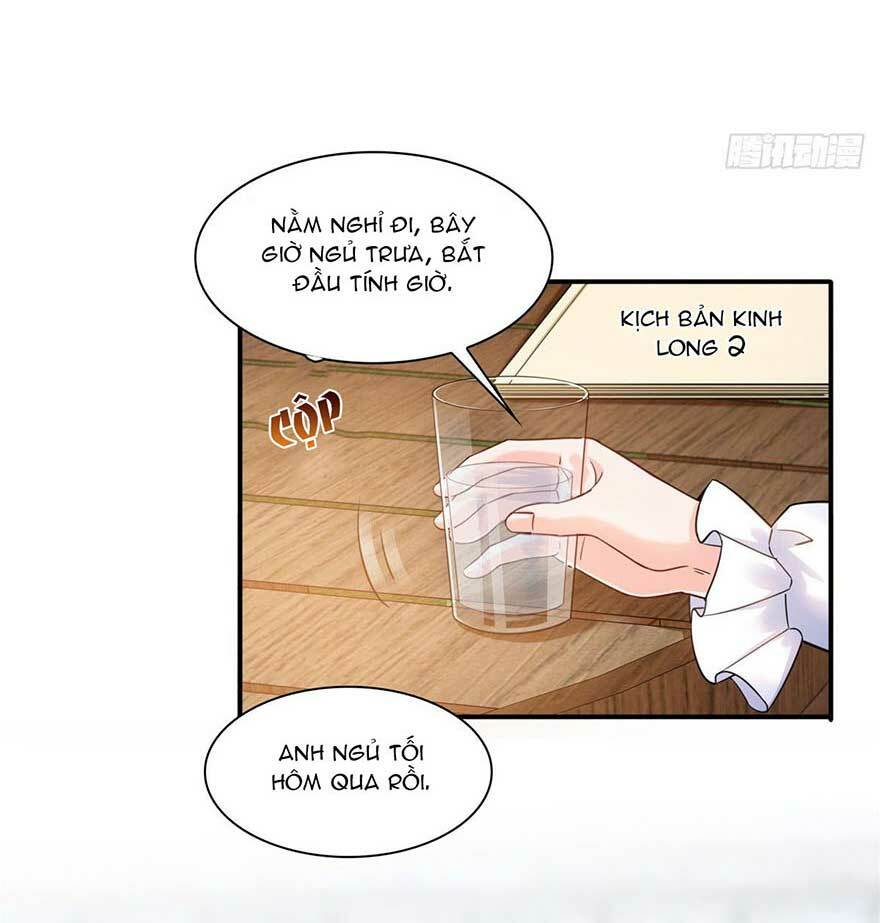 腾讯动漫
NẰM NGHỈ ĐI, BÂY
GIỜ NGỦ TRƯA, BẮT
ĐẦU TÍNH GIỜ.
KỊCH BẢN KINH
LONG 2
CỘP
ANH NGỦ TỐI
HÔM QUA RỒI.